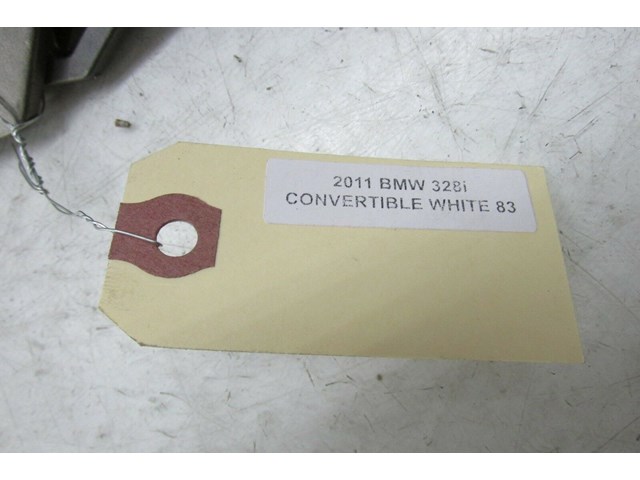 2011 BMW 328i
CONVERTIBLE WHITE 83